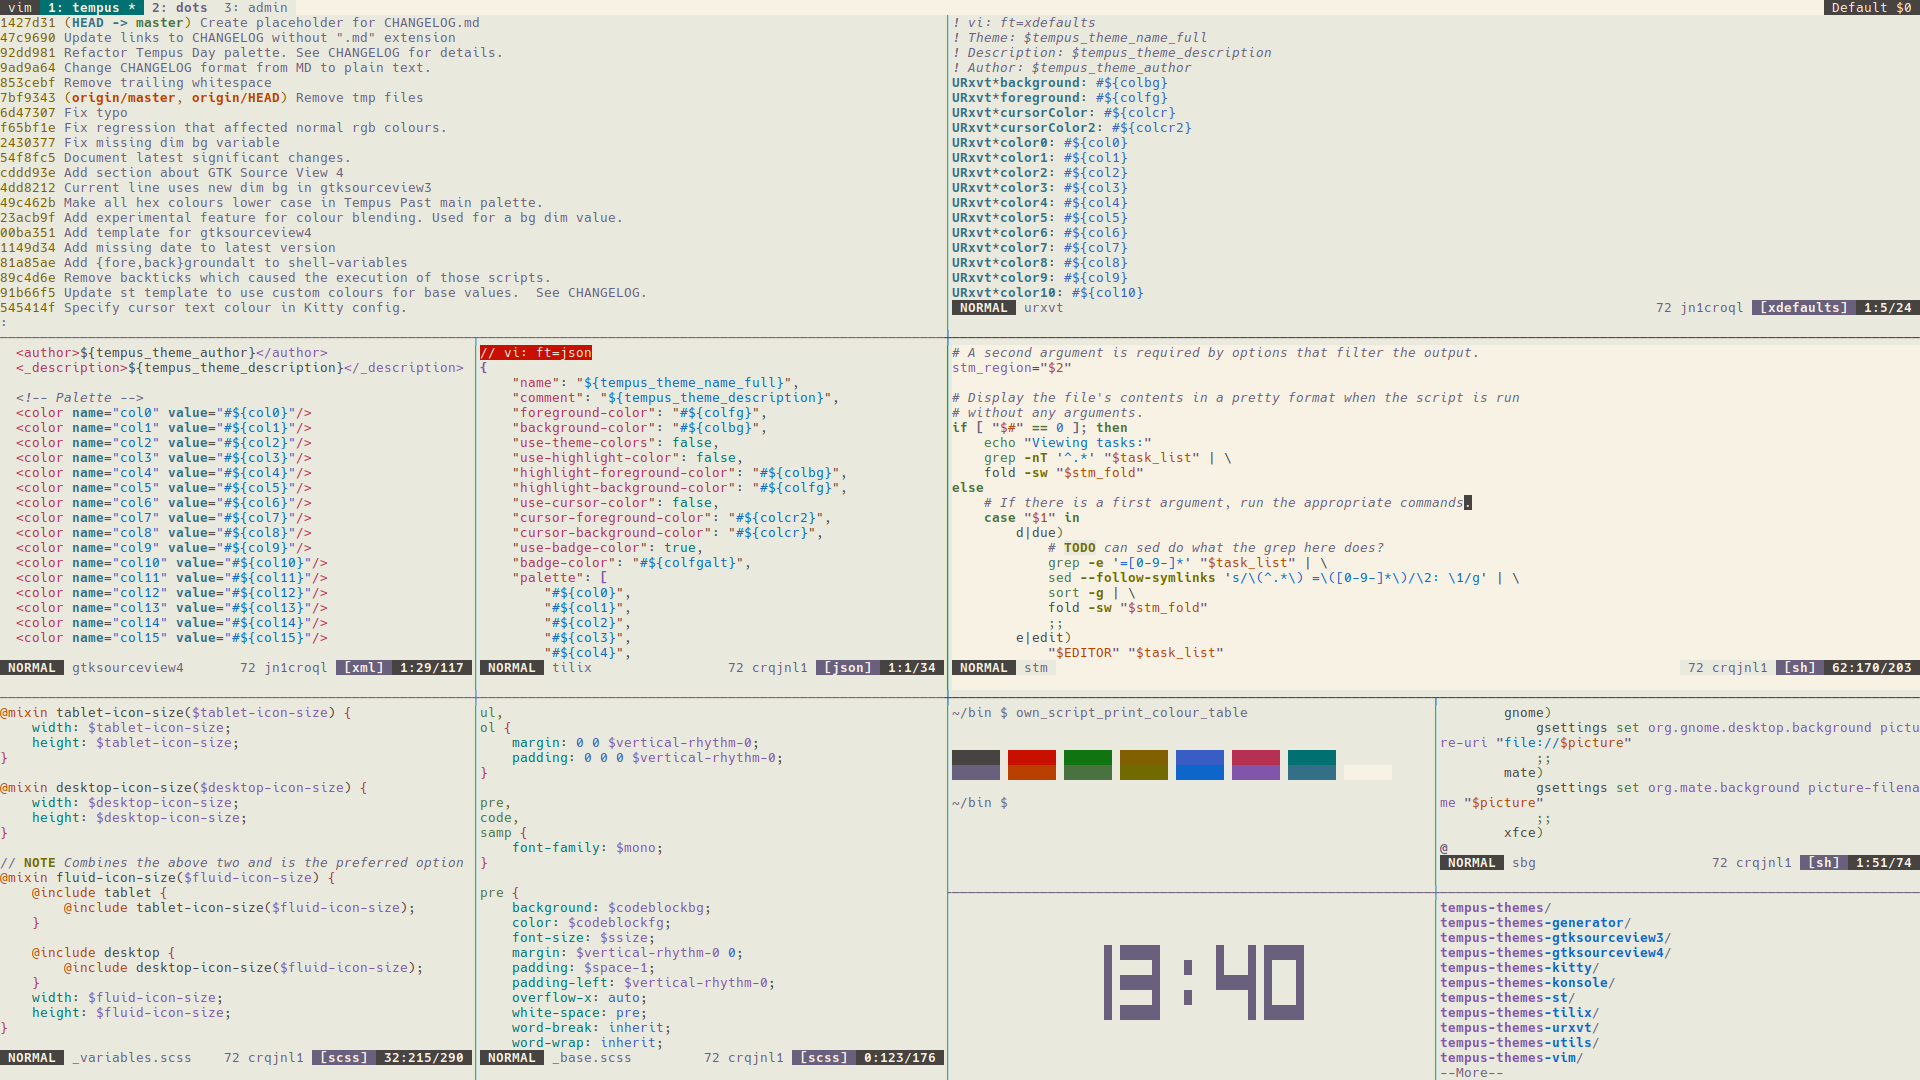 vim 1: tempus * 2: dots 3: admin Default $0
1427d31 (HEAD -> master) Create placeholder for CHANGELOG.md
47c9690 Update links to CHANGELOG without ".md" extension
92dd981 Refactor Tempus Day palette. See CHANGELOG for details.
9ad9a64 Change CHANGELOG format from MD to plain text.
853cebf Remove trailing whitespace
7bf9343 (origin/master, origin/HEAD) Remove tmp files
6d47307 Fix typo
f65bf1e Fix regression that affected normal rgb colours.
2430377 Fix missing dim bg variable
54f8fc5 Document latest significant changes.
cddd93e Add section about GTK Source View 4
4dd8212 Current line uses new dim bg in gtksourceview3
49c462b Make all hex colours lower case in Tempus Past main palette.
23acb9f Add experimental feature for colour blending. Used for a bg dim value.
00ba351 Add template for gtksourceview4
1149d34 Add missing date to latest version
81a85ae Add {fore,back}groundalt to shell-variables
89c4d6e Remove backticks which caused the execution of those scripts.
91b66f5 Update st template to use custom colours for base values.  See CHANGELOG.
545414f Specify cursor text colour in Kitty config.
:
! vi: ft=xdefaults
! Theme: $tempus_theme_name_full
! Description: $tempus_theme_description
! Author: $tempus_theme_author
URxvt*background: #${colbg}
URxvt*foreground: #${colfg}
URxvt*cursorColor: #${colcr}
URxvt*cursorColor2: #${colcr2}
URxvt*color0: #${col0}
URxvt*color1: #${col1}
URxvt*color2: #${col2}
URxvt*color3: #${col3}
URxvt*color4: #${col4}
URxvt*color5: #${col5}
URxvt*color6: #${col6}
URxvt*color7: #${col7}
URxvt*color8: #${col8}
URxvt*color9: #${col9}
URxvt*color10: #${col10}
NORMAL urxvt 72 jn1croql [xdefaults] 1:5/24
<author>${tempus_theme_author}</author>
<_description>${tempus_theme_description}</_description>
<!-- Palette -->
<color name="col0" value="#${col0}"/>
<color name="col1" value="#${col1}"/>
<color name="col2" value="#${col2}"/>
<color name="col3" value="#${col3}"/>
<color name="col4" value="#${col4}"/>
<color name="col5" value="#${col5}"/>
<color name="col6" value="#${col6}"/>
<color name="col7" value="#${col7}"/>
<color name="col8" value="#${col8}"/>
<color name="col9" value="#${col9}"/>
<color name="col10" value="#${col10}"/>
<color name="col11" value="#${col11}"/>
<color name="col12" value="#${col12}"/>
<color name="col13" value="#${col13}"/>
<color name="col14" value="#${col14}"/>
<color name="col15" value="#${col15}"/>
NORMAL gtksourceview4 72 jn1croql [xml] 1:29/117
// vi: ft=json
{
"name": "${tempus_theme_name_full}",
"comment": "${tempus_theme_description}",
"foreground-color": "#${colfg}",
"background-color": "#${colbg}",
"use-theme-colors": false,
"use-highlight-color": false,
"highlight-foreground-color": "#${colbg}",
"highlight-background-color": "#${colfg}",
"use-cursor-color": false,
"cursor-foreground-color": "#${colcr2}",
"cursor-background-color": "#${colcr}",
"use-badge-color": true,
"badge-color": "#${colfgalt}",
"palette": [
"#${col0}",
"#${col1}",
"#${col2}",
"#${col3}",
"#${col4}",
NORMAL tilix 72 crqjnl1 [json] 1:1/34
# A second argument is required by options that filter the output.
stm_region="$2"
# Display the file's contents in a pretty format when the script is run
# without any arguments.
if [ "$#" == 0 ]; then
echo "Viewing tasks:"
grep -nT '^.*' "$task_list" | \
fold -sw "$stm_fold"
else
# If there is a first argument, run the appropriate commands.
case "$1" in
d|due)
# TODO can sed do what the grep here does?
grep -e '=[0-9-]*' "$task_list" | \
sed --follow-symlinks 's/\(^.*\) =\([0-9-]*\)/\2: \1/g' | \
sort -g | \
fold -sw "$stm_fold"
;;
e|edit)
"$EDITOR" "$task_list"
NORMAL stm 72 crqjnl1 [sh] 62:170/203
@mixin tablet-icon-size($tablet-icon-size) {
width: $tablet-icon-size;
height: $tablet-icon-size;
}
@mixin desktop-icon-size($desktop-icon-size) {
width: $desktop-icon-size;
height: $desktop-icon-size;
}
// NOTE Combines the above two and is the preferred option
@mixin fluid-icon-size($fluid-icon-size) {
@include tablet {
@include tablet-icon-size($fluid-icon-size);
}
@include desktop {
@include desktop-icon-size($fluid-icon-size);
}
width: $fluid-icon-size;
height: $fluid-icon-size;
}
NORMAL _variables.scss 72 crqjnl1 [scss] 32:215/290
ul,
ol {
margin: 0 0 $vertical-rhythm-0;
padding: 0 0 0 $vertical-rhythm-0;
}
pre,
code,
samp {
font-family: $mono;
}
pre {
background: $codeblockbg;
color: $codeblockfg;
font-size: $ssize;
margin: $vertical-rhythm-0 0;
padding: $space-1;
padding-left: $vertical-rhythm-0;
overflow-x: auto;
white-space: pre;
word-break: inherit;
word-wrap: inherit;
NORMAL _base.scss 72 crqjnl1 [scss] 0:123/176
~/bin $ own_script_print_colour_table
~/bin $
13:40
gnome)
gsettings set org.gnome.desktop.background pictu
re-uri "file://$picture"
;;
mate)
gsettings set org.mate.background picture-filena
me "$picture"
;;
xfce)
@
NORMAL sbg 72 crqjnl1 [sh] 1:51/74
tempus-themes/
tempus-themes-generator/
tempus-themes-gtksourceview3/
tempus-themes-gtksourceview4/
tempus-themes-kitty/
tempus-themes-konsole/
tempus-themes-st/
tempus-themes-tilix/
tempus-themes-urxvt/
tempus-themes-utils/
tempus-themes-vim/
--More--